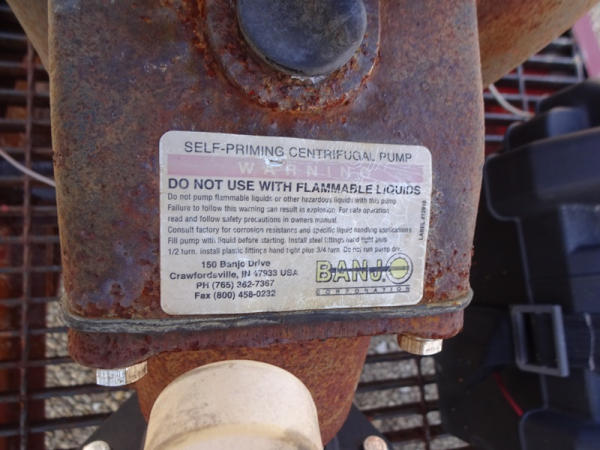 SELF-PRIMING CENTRIFUGAL PUMP
WARNING
DO NOT USE WITH FLAMMABLE LIQUIDS
Do not pump flammable liquids or other hazardous liquids with this pump.
Failure to follow this warning can result in explosion. For safe operation
read and follow safety precautions in owners manual.
Consult factory for corrosion resistants and specific liquid handling applications.
Fill pump with liquid before starting. Install steel fittings hand tight plus
1/2 turn. Install plastic fittings hand tight plus 3/4 turn. Do not run pump dry.
150 Banjo Drive
Crawfordsville, IN 47933 USA
PH (765) 362-7367
Fax (800) 458-0232
BANJO
CORPORATION
LABEL